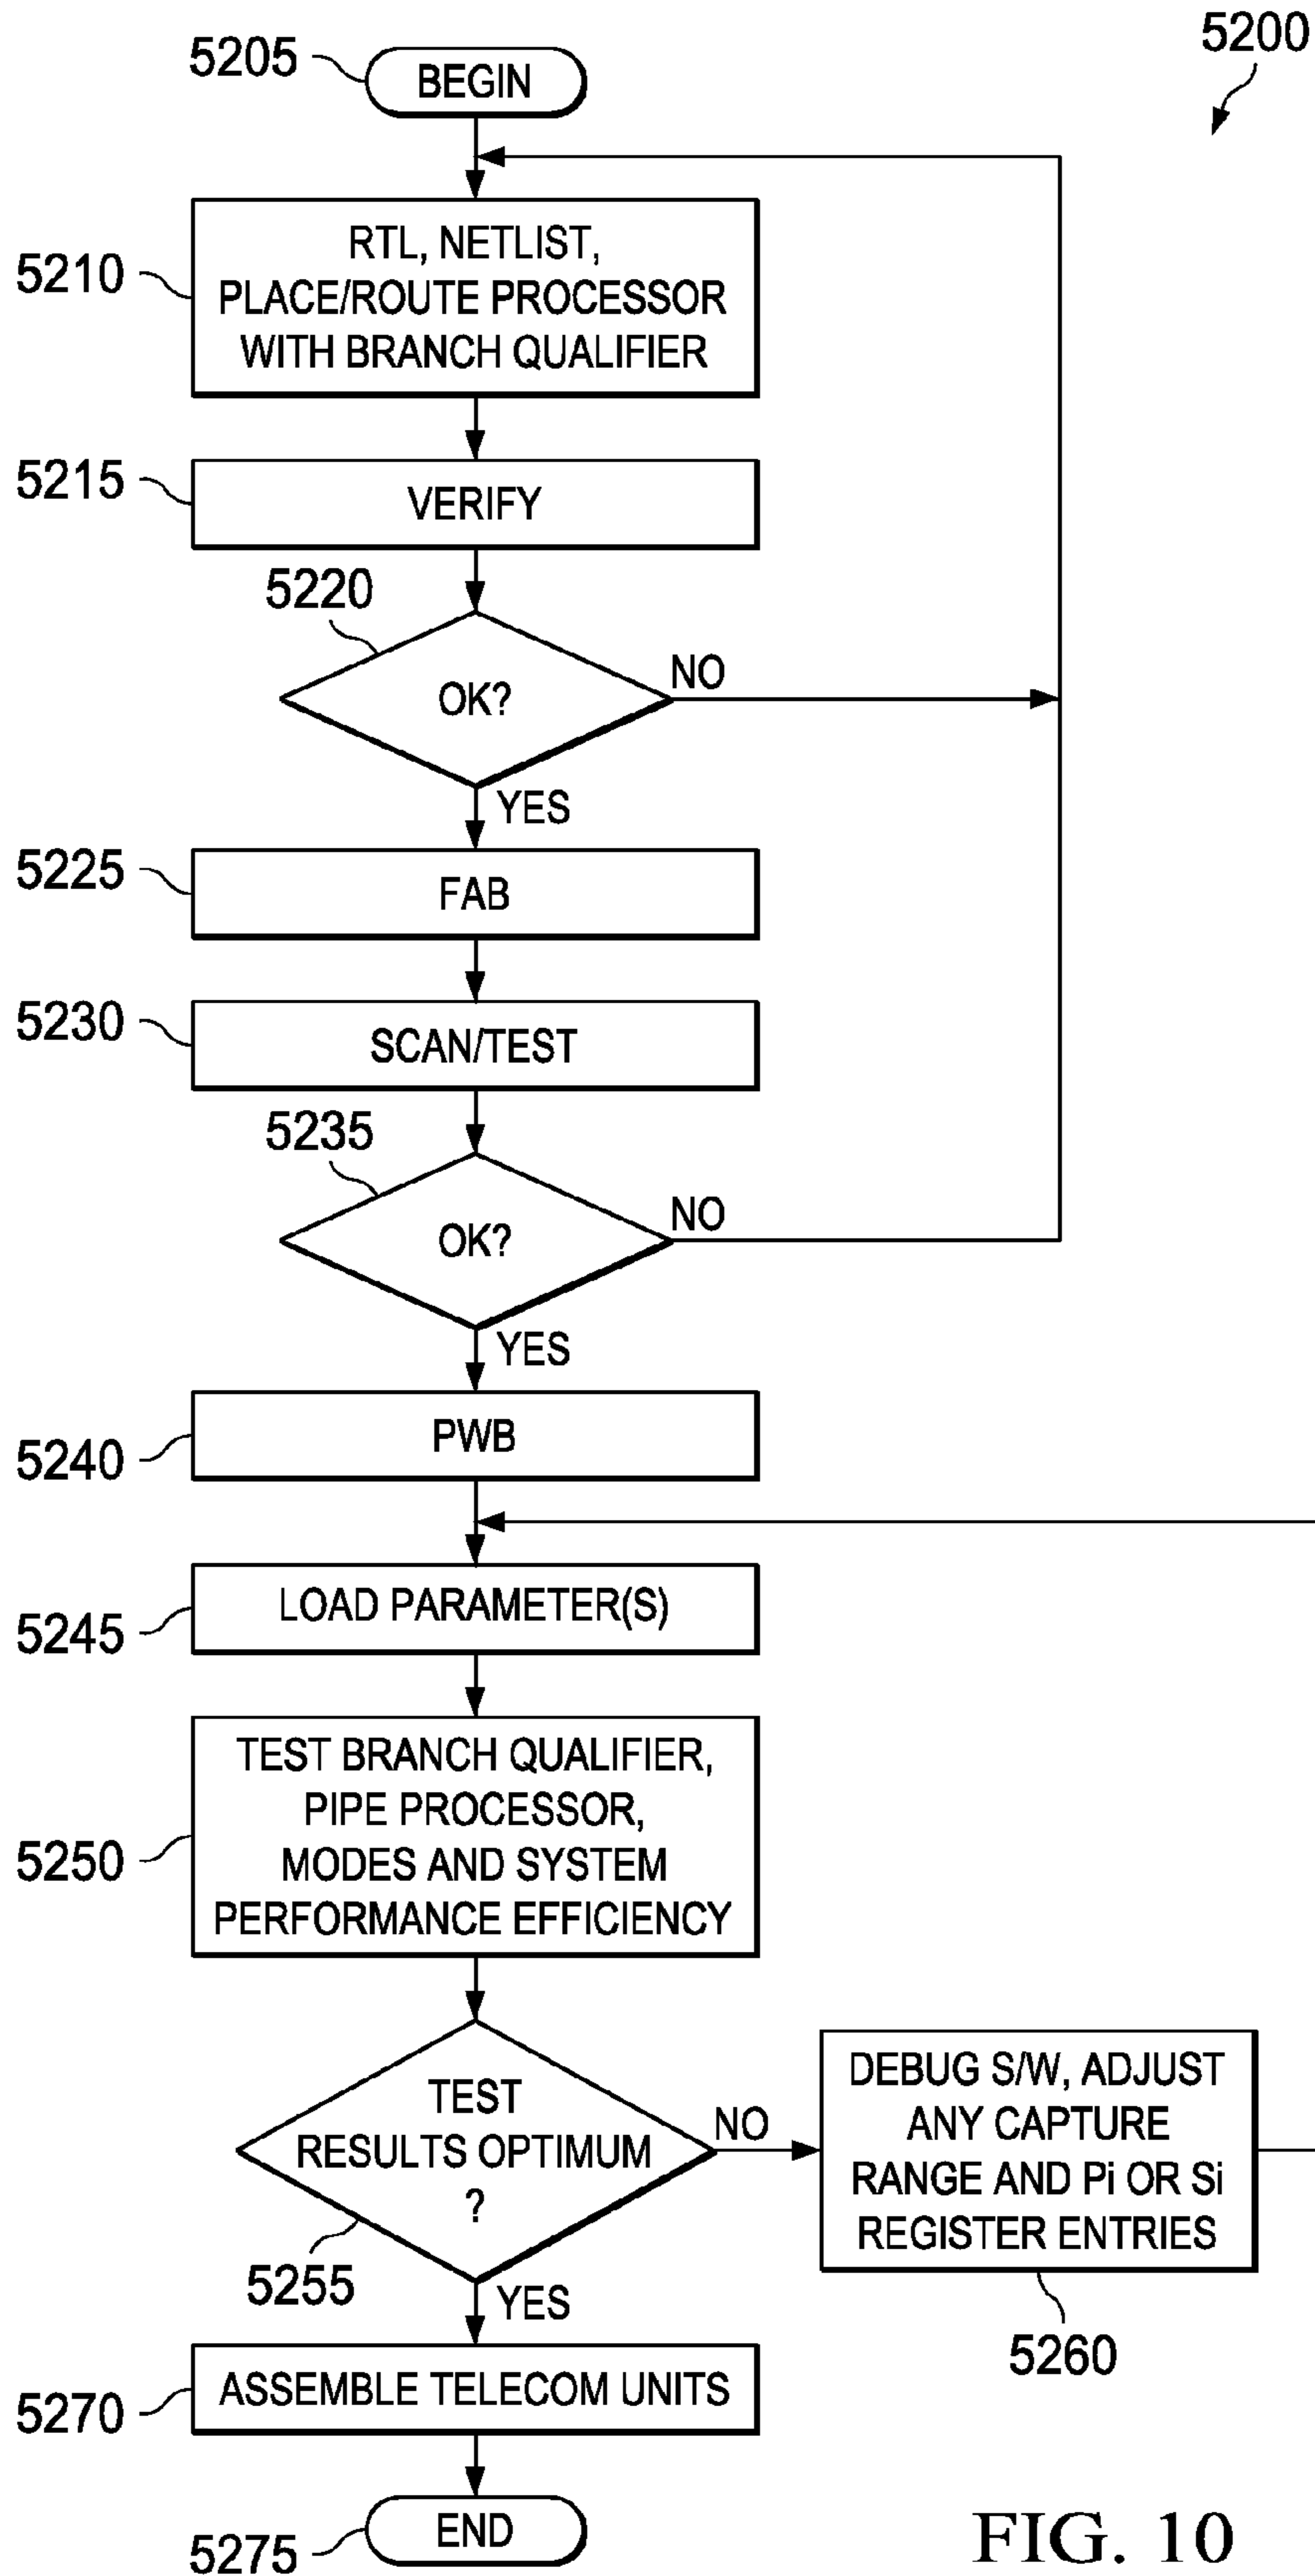 5200
5205
BEGIN
5210
RTL, NETLIST,
PLACE/ROUTE PROCESSOR
WITH BRANCH QUALIFIER
5215
VERIFY
5220
OK?
NO
YES
5225
FAB
5230
SCAN/TEST
5235
OK?
NO
YES
5240
PWB
5245
LOAD PARAMETER(S)
5250
TEST BRANCH QUALIFIER,
PIPE PROCESSOR,
MODES AND SYSTEM
PERFORMANCE EFFICIENCY
TEST
RESULTS OPTIMUM
?
5255
NO
YES
DEBUG S/W, ADJUST
ANY CAPTURE
RANGE AND Pi OR Si
REGISTER ENTRIES
5260
5270
ASSEMBLE TELECOM UNITS
5275
END
FIG. 10